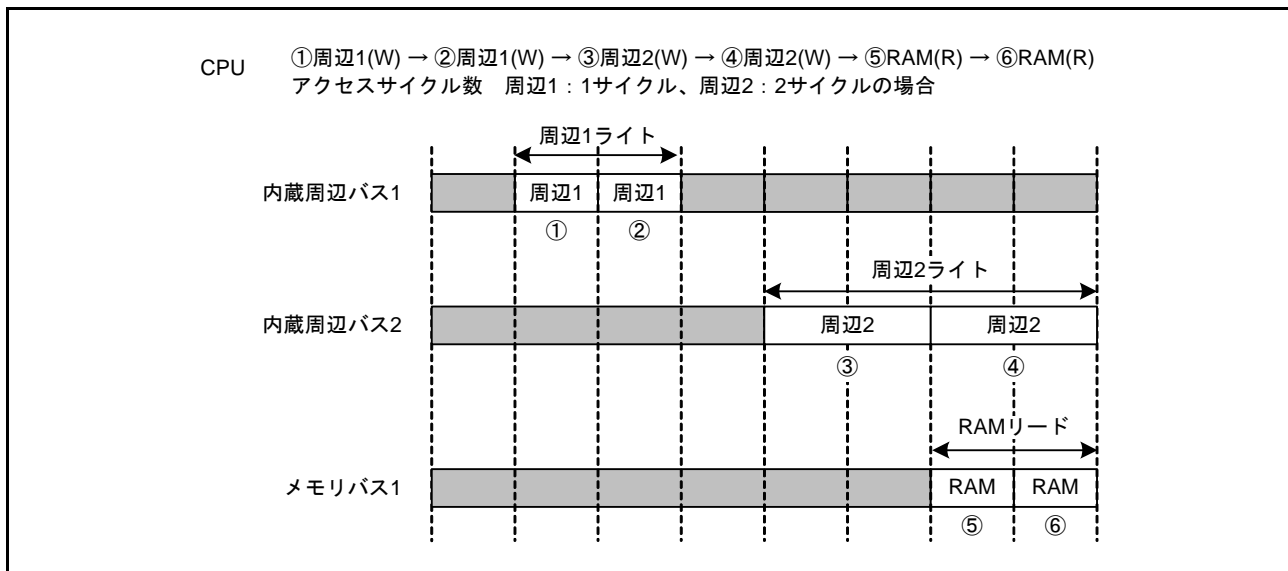 CPU ①周辺1(W) → ②周辺1(W) → ③周辺2(W) → ④周辺2(W) → ⑤RAM(R) → ⑥RAM(R)
アクセスサイクル数 周辺1：1サイクル、周辺2：2サイクルの場合
周辺1ライト
内蔵周辺バス1 周辺1 周辺1
① ②
周辺2ライト
内蔵周辺バス2 周辺2 周辺2
③ ④
RAMリード
メモリバス1 RAM RAM
⑤ ⑥